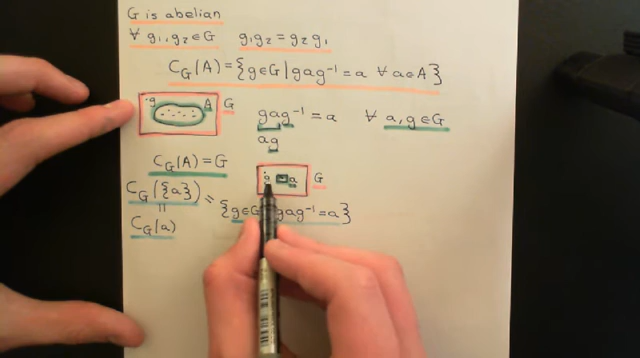 G is abelian
∀ g₁,g₂∈G g₁g₂=g₂g₁
C_G(A)={g∈G|gag⁻¹=a ∀a∈A}
·g A G gag⁻¹=a ∀ a,g∈G
ag
C_G(A)=G
a G
C_G({a}) = {g∈G gag⁻¹=a}
=
C_G(a)